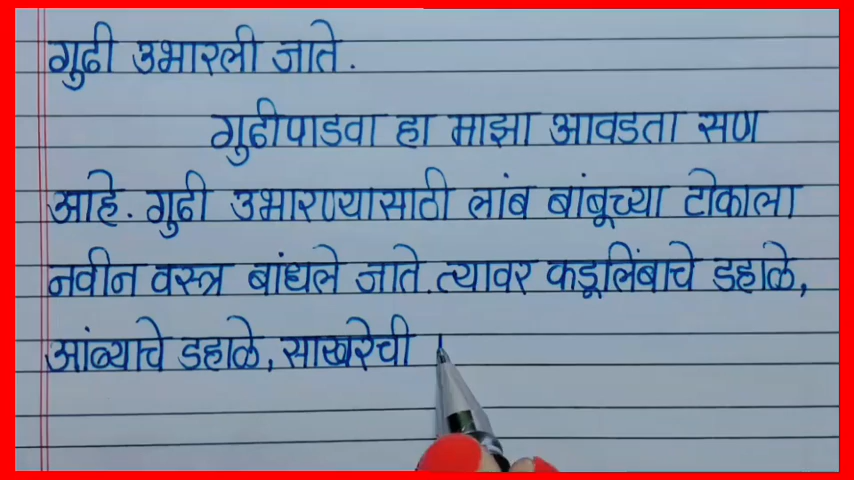 गुढी उभारली जाते.
गुढीपाडवा हा माझा आवडता सण
आहे. गुढी उभारण्यासाठी लांब बांबूच्या टोकाला
नवीन वस्त्र बांधले जाते. त्यावर कडूलिंबाचे डहाळे,
आंब्याचे डहाळे, साखरेची